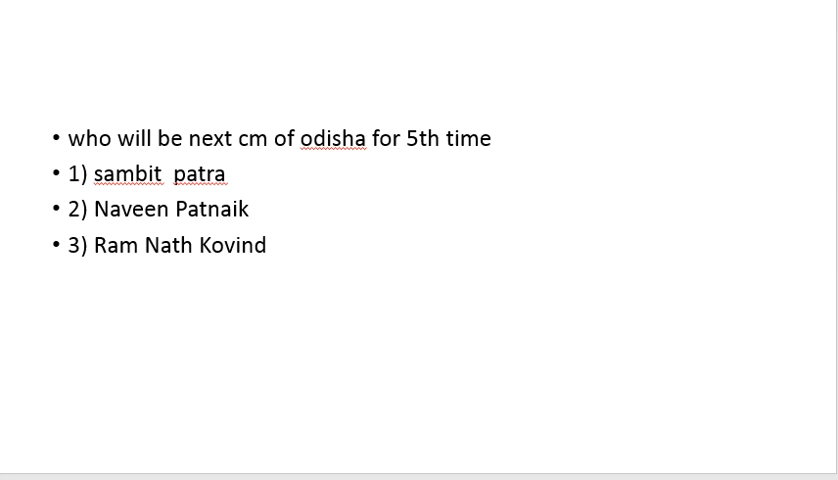 • who will be next cm of odisha for 5th time
• 1) sambit  patra
• 2) Naveen Patnaik
• 3) Ram Nath Kovind